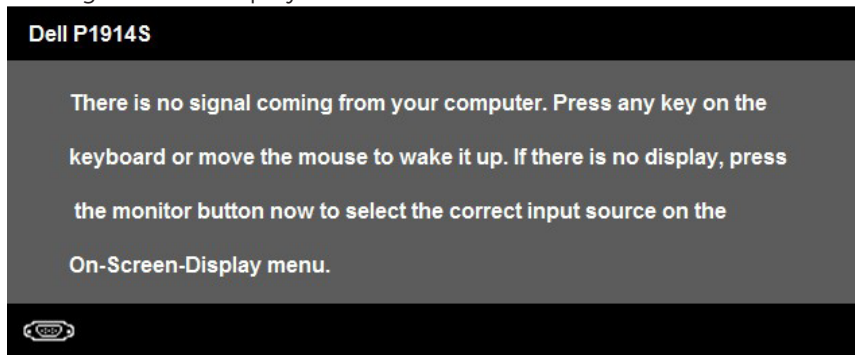 Dell P1914S
There is no signal coming from your computer. Press any key on the
keyboard or move the mouse to wake it up. If there is no display, press
the monitor button now to select the correct input source on the
On-Screen-Display menu.